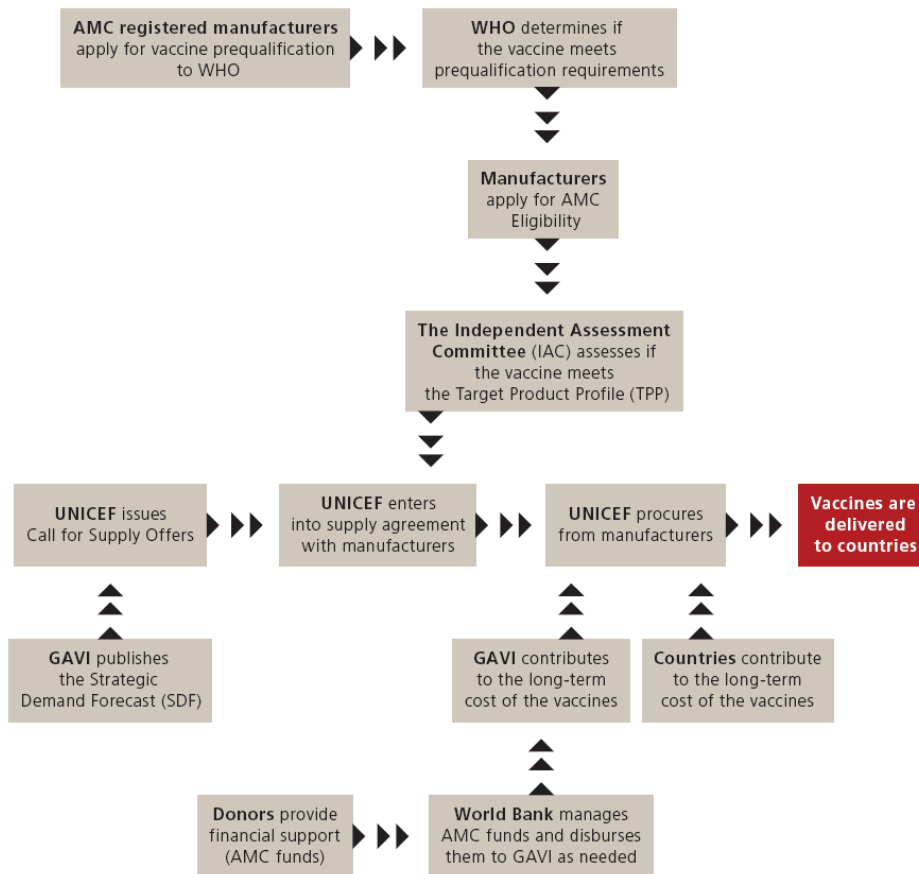 AMC registered manufacturers
apply for vaccine prequalification
to WHO
WHO determines if
the vaccine meets
prequalification requirements
Manufacturers
apply for AMC
Eligibility
The Independent Assessment
Committee (IAC) assesses if
the vaccine meets
the Target Product Profile (TPP)
UNICEF issues
Call for Supply Offers
UNICEF enters
into supply agreement
with manufacturers
UNICEF procures
from manufacturers
Vaccines are
delivered
to countries
GAVI publishes
the Strategic
Demand Forecast (SDF)
GAVI contributes
to the long-term
cost of the vaccines
Countries contribute
to the long-term
cost of the vaccines
Donors provide
financial support
(AMC funds)
World Bank manages
AMC funds and disburses
them to GAVI as needed